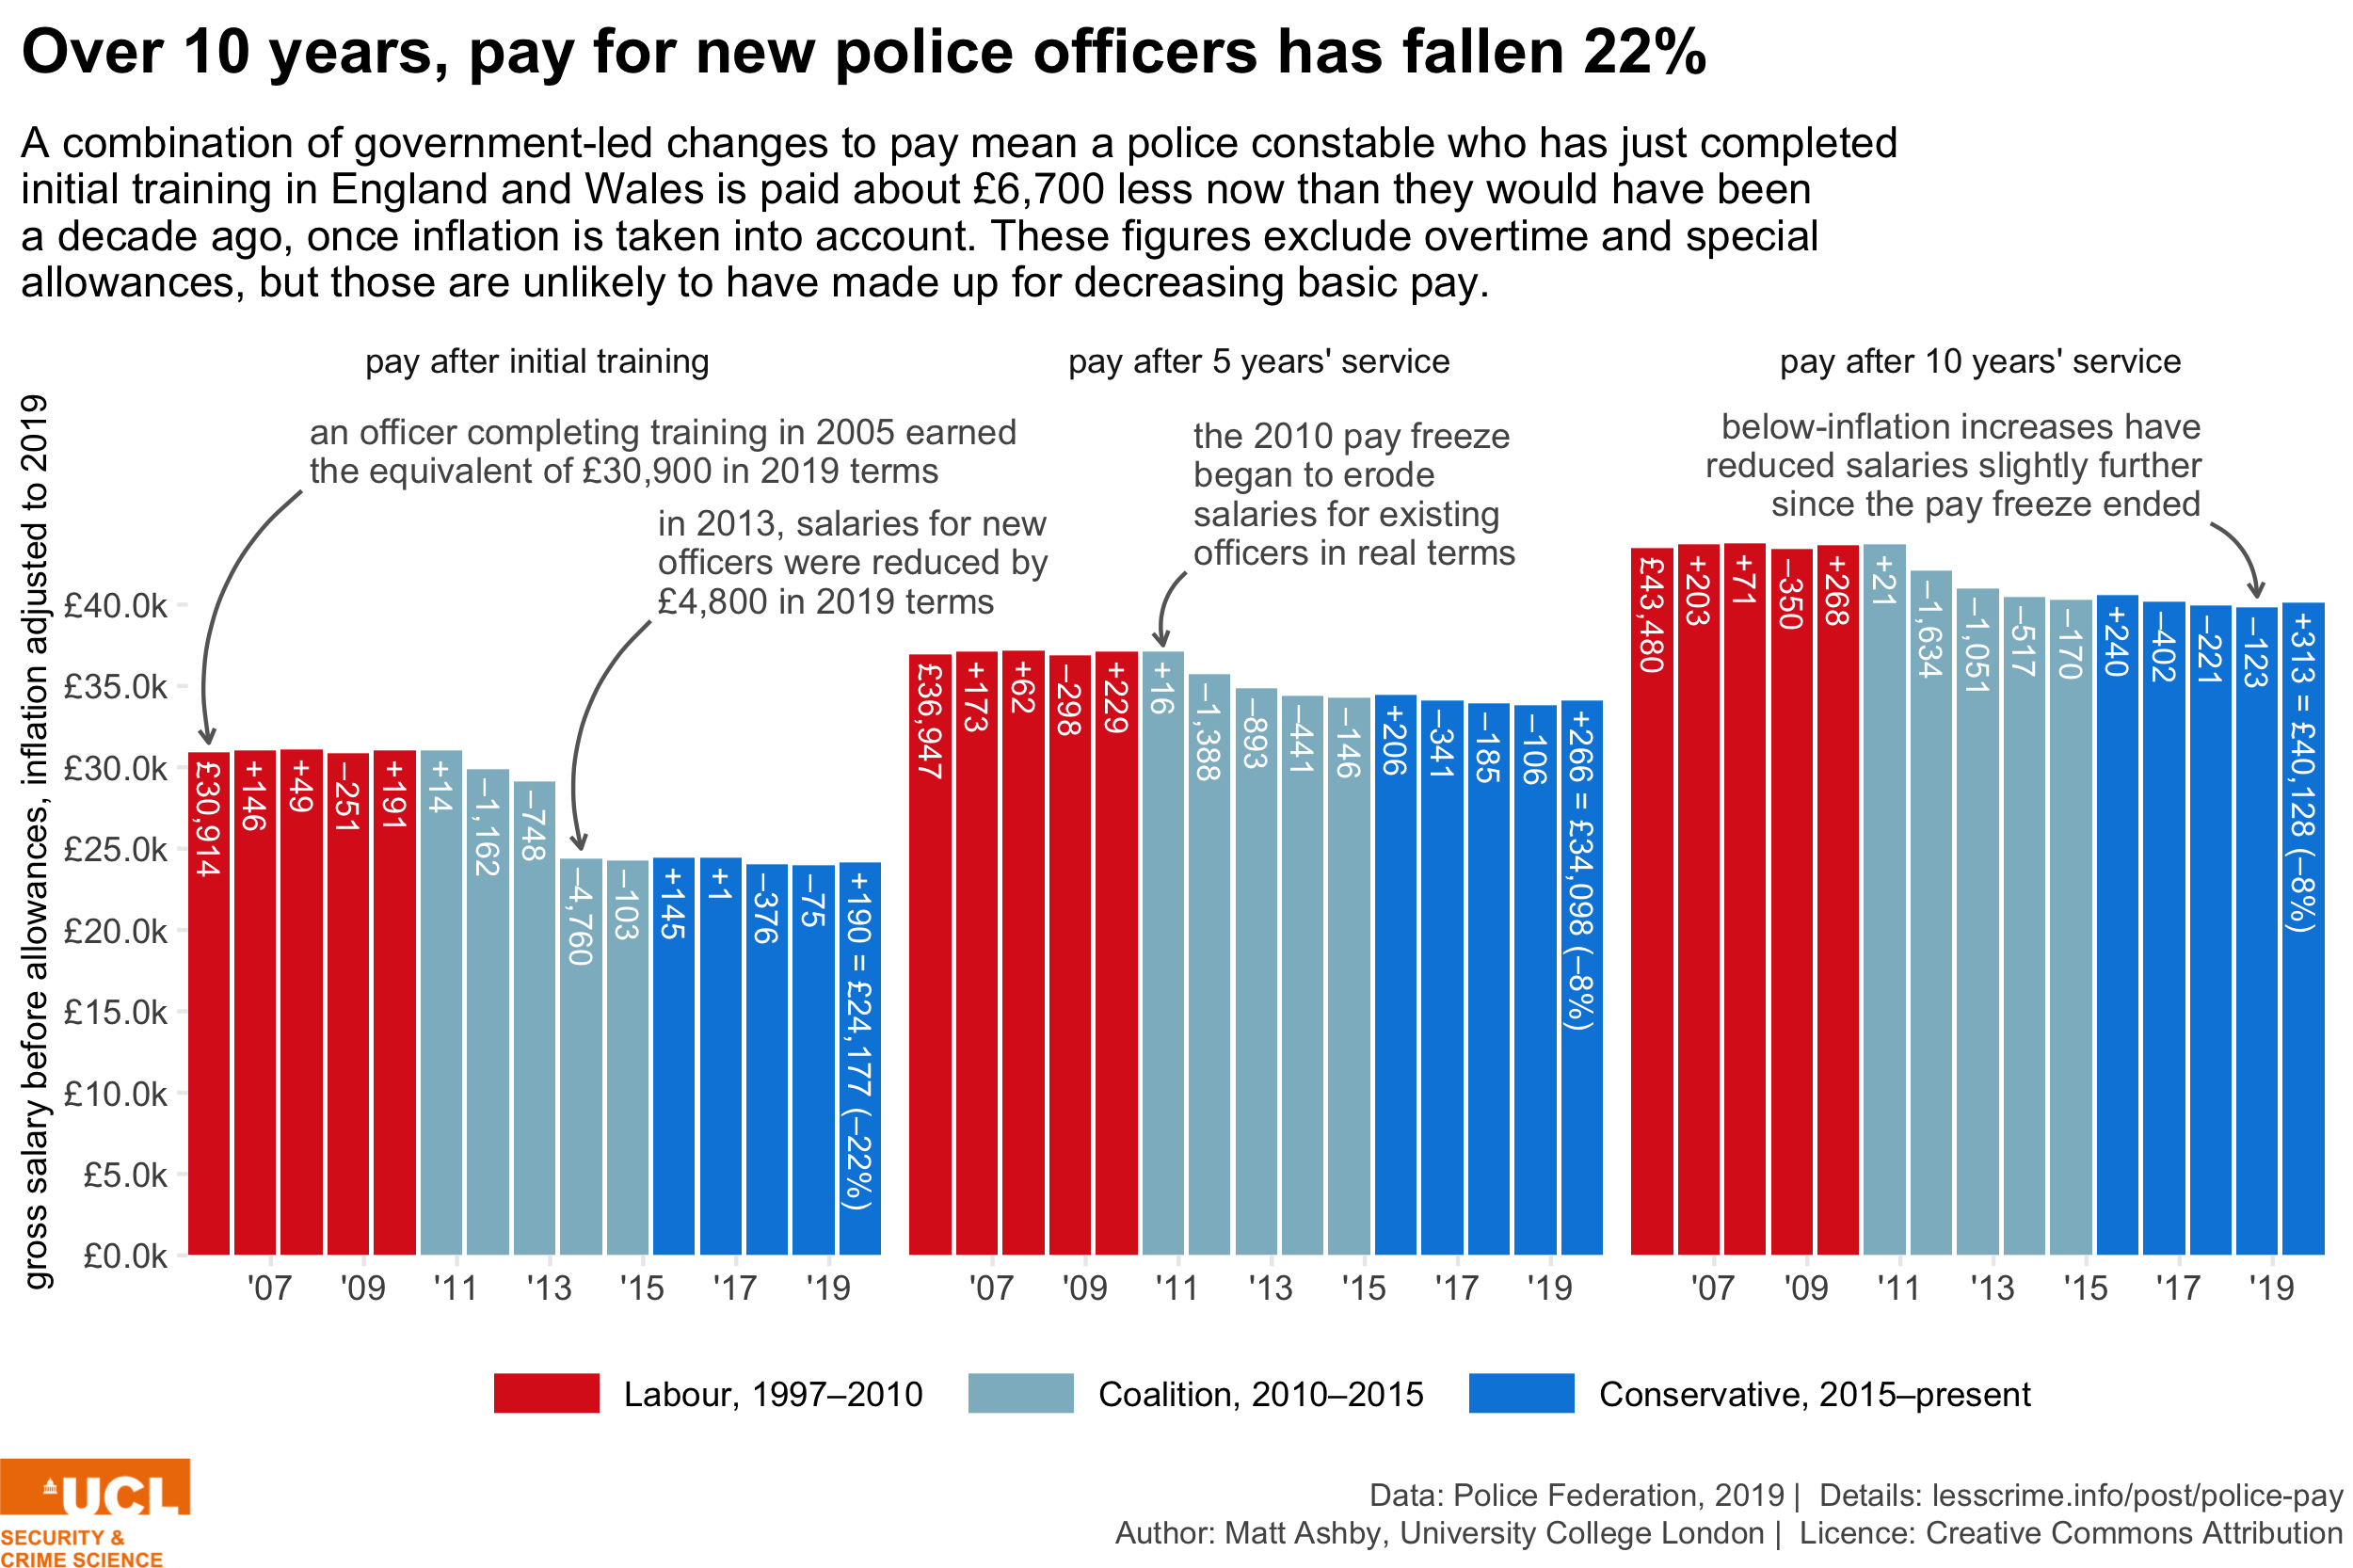 Over 10 years, pay for new police officers has fallen 22%
A combination of government-led changes to pay mean a police constable who has just completed
initial training in England and Wales is paid about £6,700 less now than they would have been
a decade ago, once inflation is taken into account. These figures exclude overtime and special
allowances, but those are unlikely to have made up for decreasing basic pay.
gross salary before allowances, inflation adjusted to 2019
£40.0k
£35.0k
£30.0k
£25.0k
£20.0k
£15.0k
£10.0k
£5.0k
£0.0k
pay after initial training
an officer completing training in 2005 earned
the equivalent of £30,900 in 2019 terms
in 2013, salaries for new
officers were reduced by
£4,800 in 2019 terms
£30,914
+146
+49
–251
+191
+14
–1,162
–748
–4,760
–103
+145
+1
–376
–75
+190 = £24,177 (–22%)
'07 '09 '11 '13 '15 '17 '19
pay after 5 years' service
the 2010 pay freeze
began to erode
salaries for existing
officers in real terms
£36,947
+173
+62
–298
+229
+16
–1,388
–893
–441
–146
+206
–341
–185
–106
+266 = £34,098 (–8%)
'07 '09 '11 '13 '15 '17 '19
pay after 10 years' service
below-inflation increases have
reduced salaries slightly further
since the pay freeze ended
£43,480
+203
+71
–350
+268
+21
–1,634
–1,051
–517
–170
+240
–402
–221
–123
+313 = £40,128 (–8%)
'07 '09 '11 '13 '15 '17 '19
Labour, 1997–2010 Coalition, 2010–2015 Conservative, 2015–present
UCL
SECURITY &
CRIME SCIENCE
Data: Police Federation, 2019 | Details: lesscrime.info/post/police-pay
Author: Matt Ashby, University College London | Licence: Creative Commons Attribution